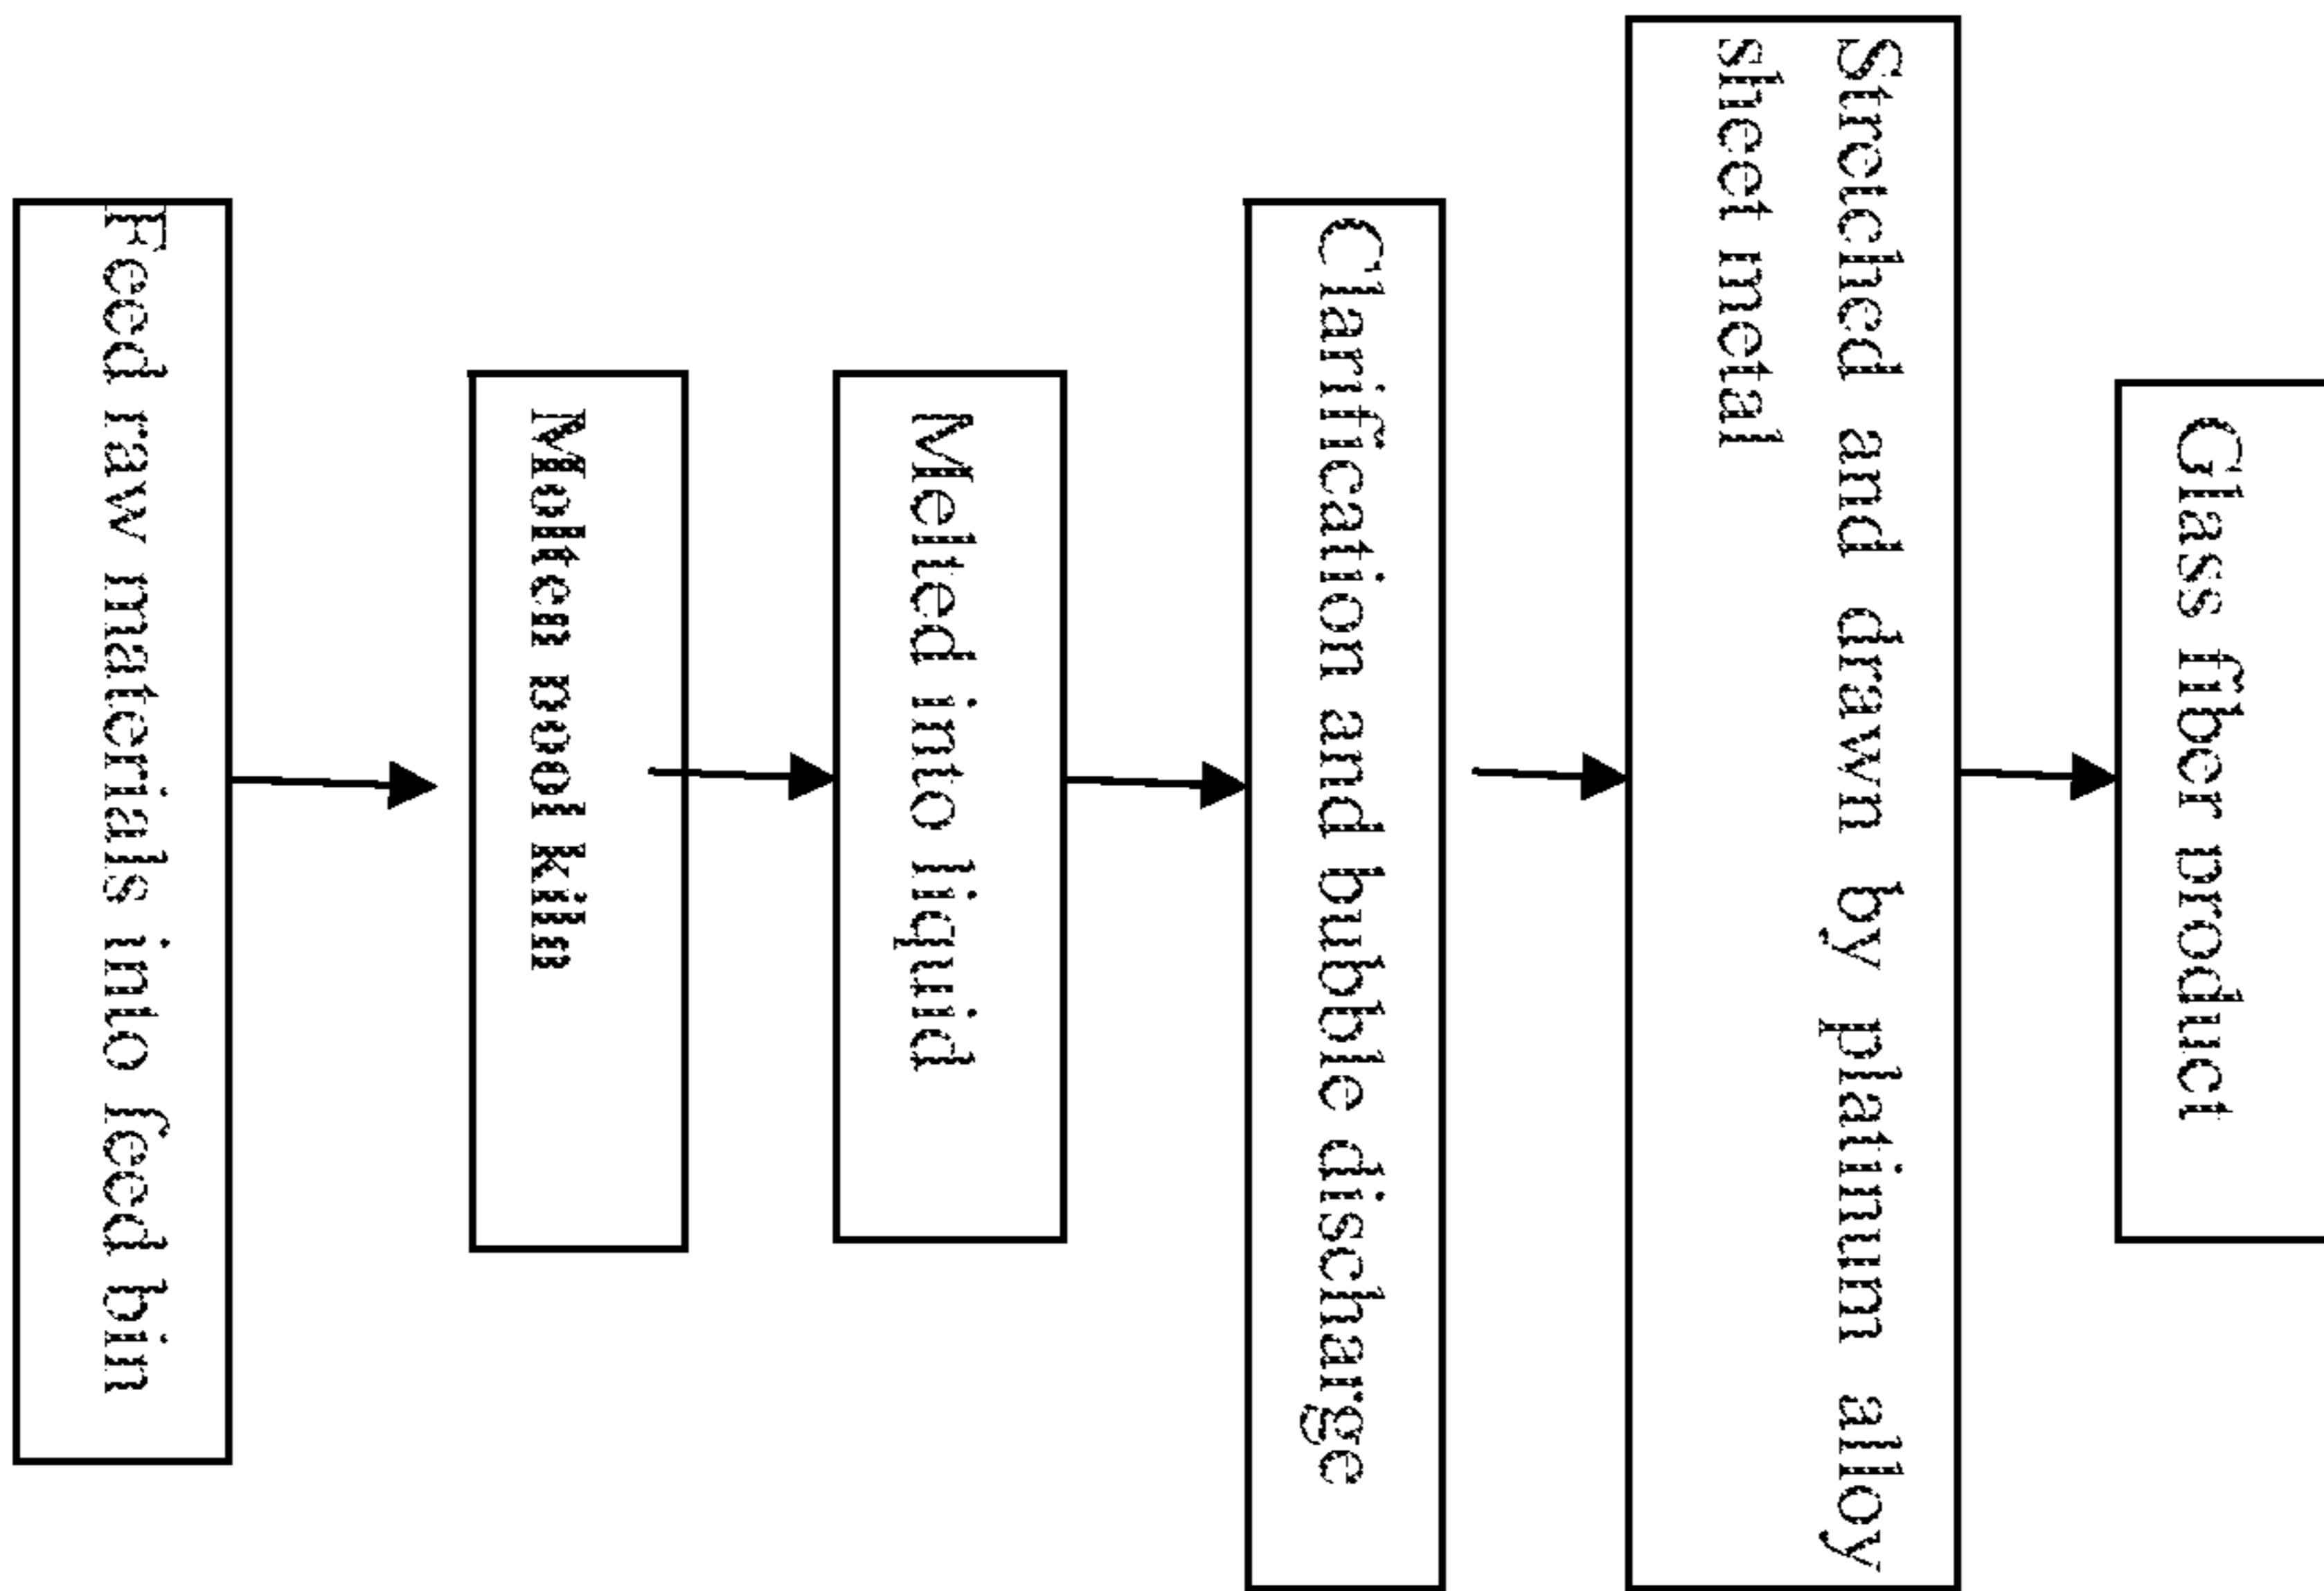 Feed raw materials into feed bin
Molten pool kiln
Melted into liquid
Clarification and bubble discharge
Stretched and drawn by platinum alloy
sheet metal
Glass fiber product